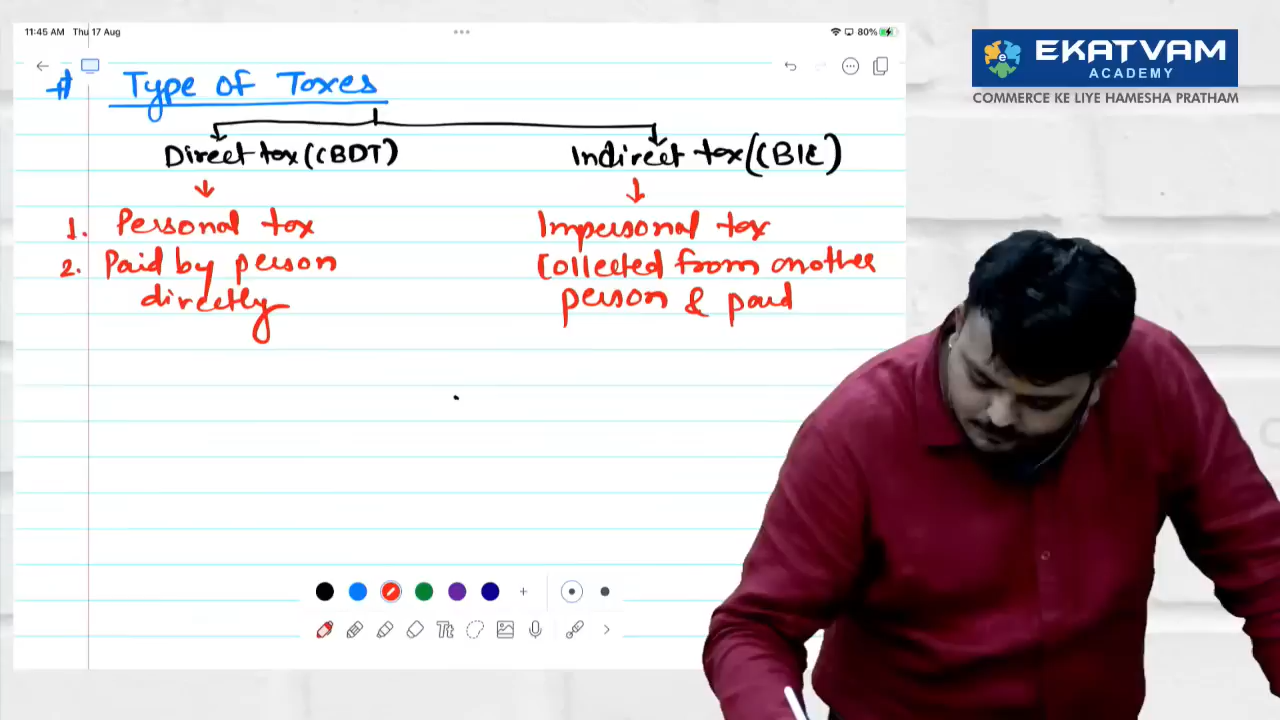 11:45 AM Thu 17 Aug
80%
EKATVAM
ACADEMY
COMMERCE KE LIYE HAMESHA PRATHAM
# Type of Taxes
Direct tax (CBDT)
Indirect tax (CBIC)
1. Personal tax
Impersonal tax
2. Paid by person
directly
Collected from another
person & paid
Tt